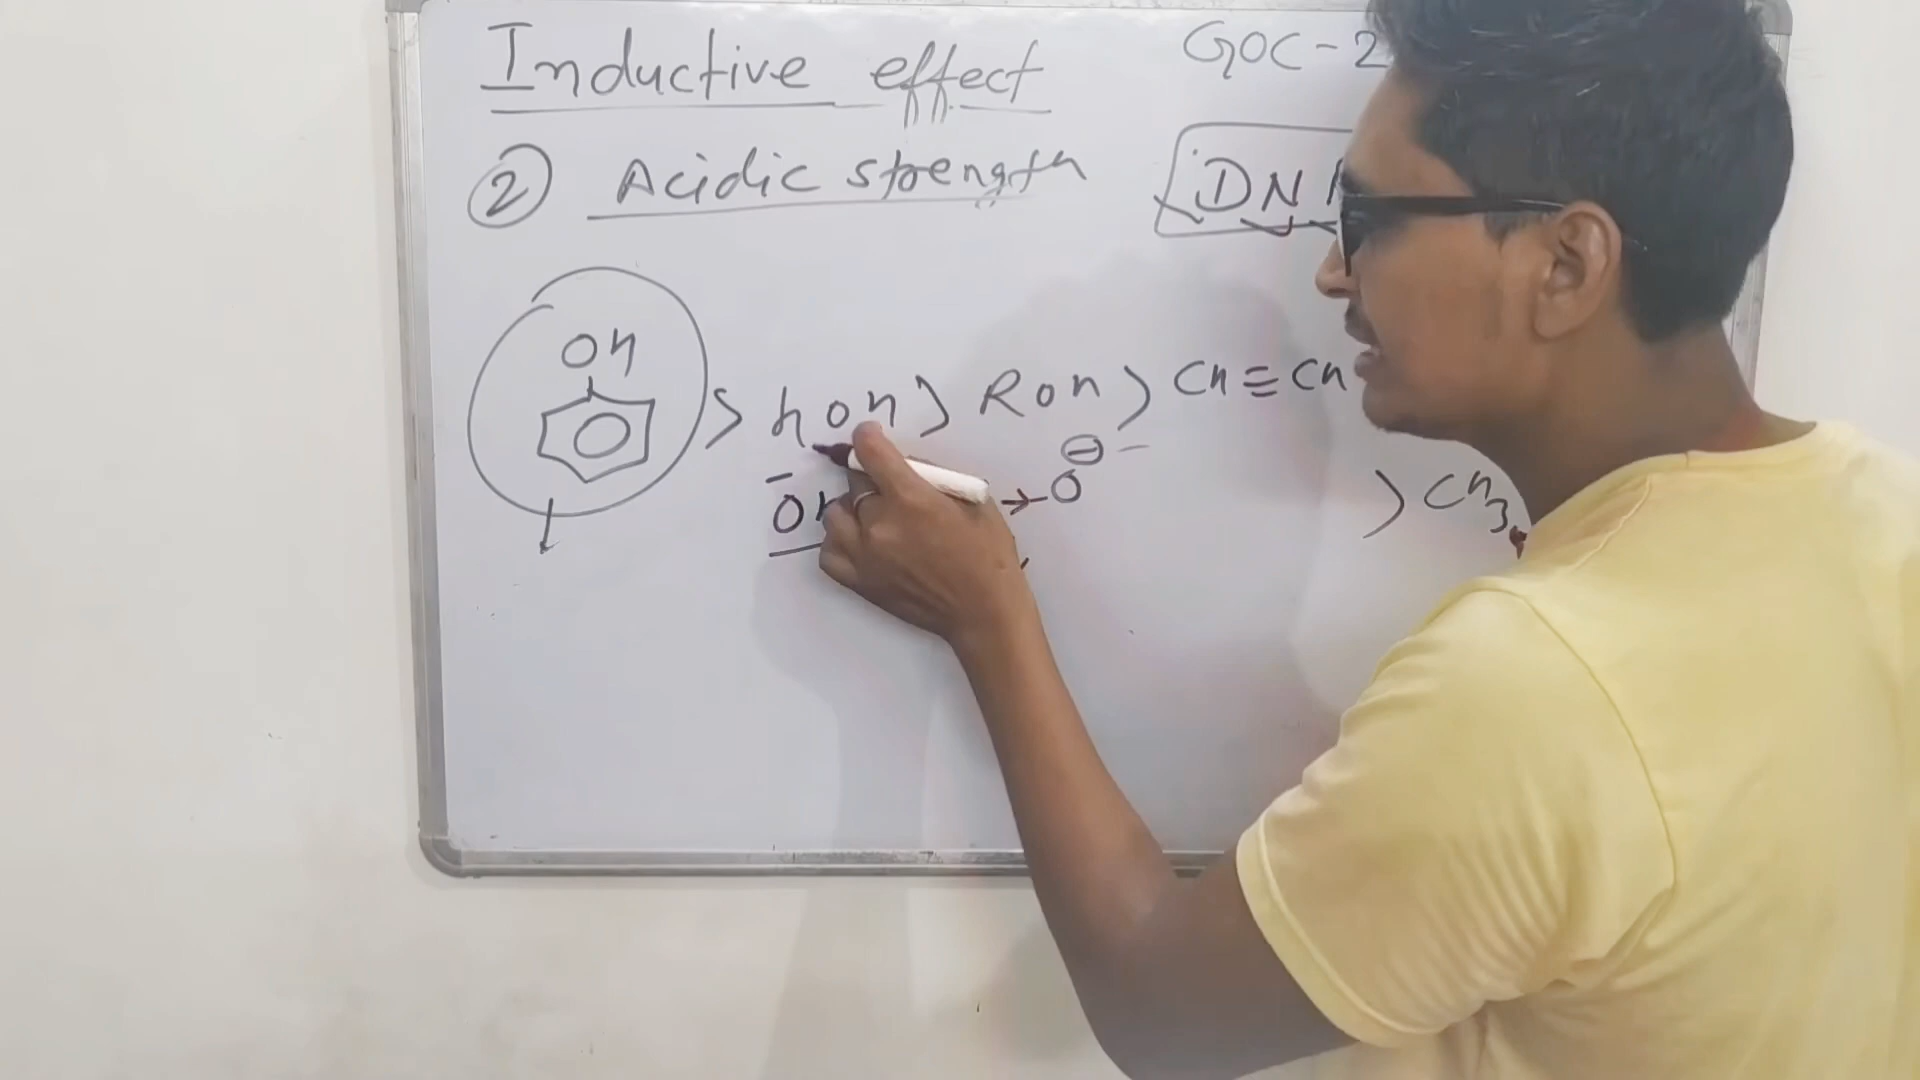 Inductive effect
GOC-2
② Acidic strength
DN
OH
> HOH > ROH > CH≡CH
⊖
O
> CH3